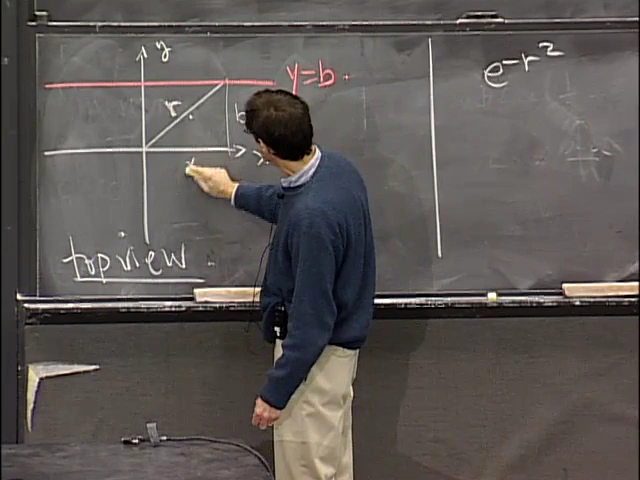 y
y=b.
r
b
x
top view
e^{-r^2}